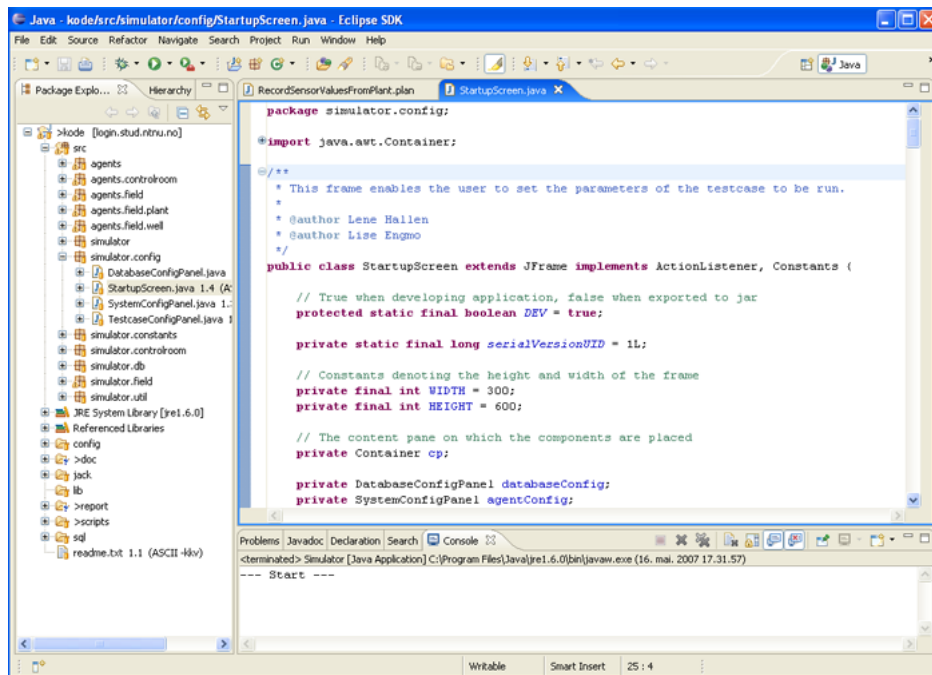 Java - kode/src/simulator/config/StartupScreen.java - Eclipse SDK
File Edit Source Refactor Navigate Search Project Run Window Help
Java
Package Explo... Hierarchy
>kode [login.stud.ntnu.no]
src
agents
agents.controlroom
agents.field
agents.field.plant
agents.field.well
simulator
simulator.config
DatabaseConfigPanel.java
StartupScreen.java 1.4 (A
SystemConfigPanel.java 1.
TestcaseConfigPanel.java 1
simulator.constants
simulator.controlroom
simulator.db
simulator.field
simulator.util
JRE System Library [jre1.6.0]
Referenced Libraries
config
>doc
jack
lib
>report
>scripts
sql
readme.txt 1.1 (ASCII -kkv)
RecordSensorValuesFromPlant.plan StartupScreen.java
package simulator.config;
import java.awt.Container;
/**
* This frame enables the user to set the parameters of the testcase to be run.
*
* @author Lene Hallen
* @author Lise Engmo
*/
public class StartupScreen extends JFrame implements ActionListener, Constants {
// True when developing application, false when exported to jar
protected static final boolean DEV = true;
private static final long serialVersionUID = 1L;
// Constants denoting the height and width of the frame
private final int WIDTH = 300;
private final int HEIGHT = 600;
// The content pane on which the components are placed
private Container cp;
private DatabaseConfigPanel databaseConfig;
private SystemConfigPanel agentConfig;
Problems Javadoc Declaration Search Console
<terminated> Simulator [Java Application] C:\Program Files\Java\jre1.6.0\bin\javaw.exe (16. mai. 2007 17.31.57)
--- Start ---
Writable Smart Insert 25 : 4